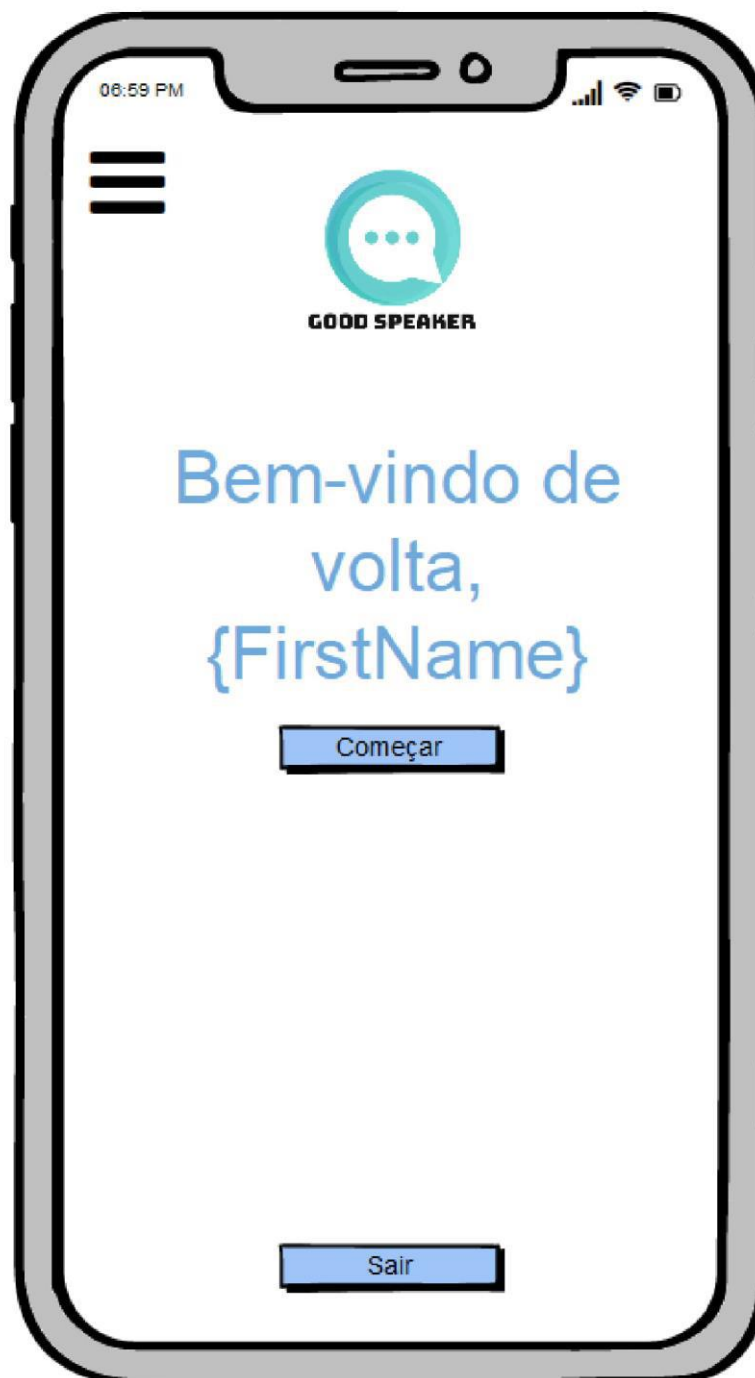 06:59 PM
GOOD SPEAKER
Bem-vindo de
volta,
{FirstName}
Começar
Sair